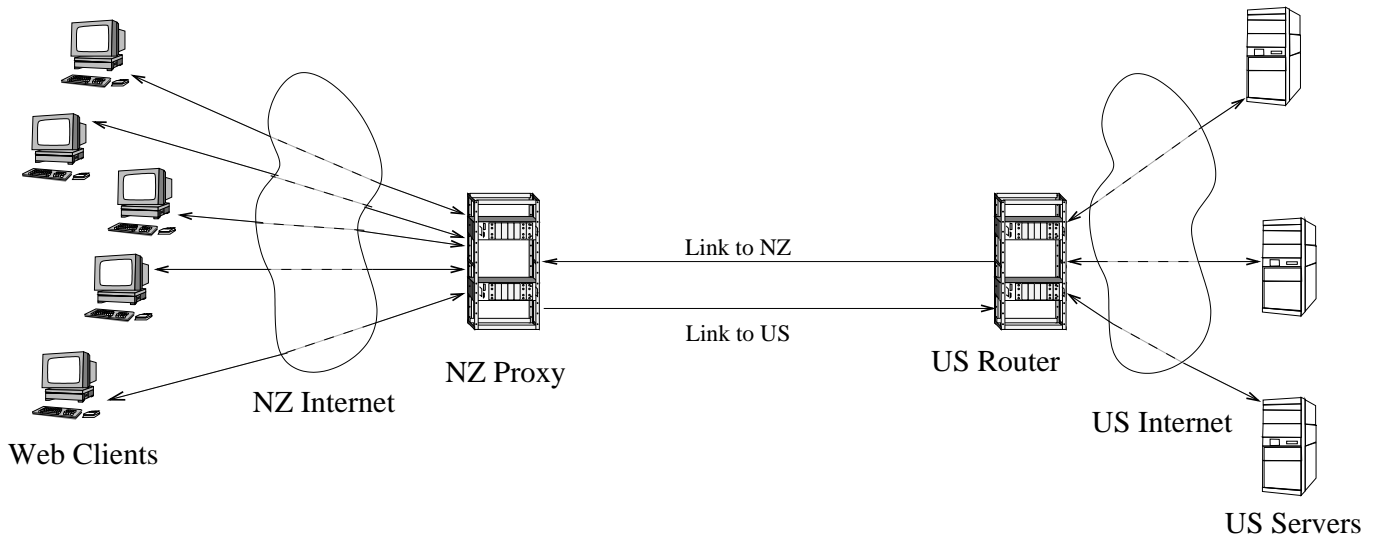 Link to NZ
Link to US
NZ Proxy
US Router
NZ Internet
US Internet
Web Clients
US Servers